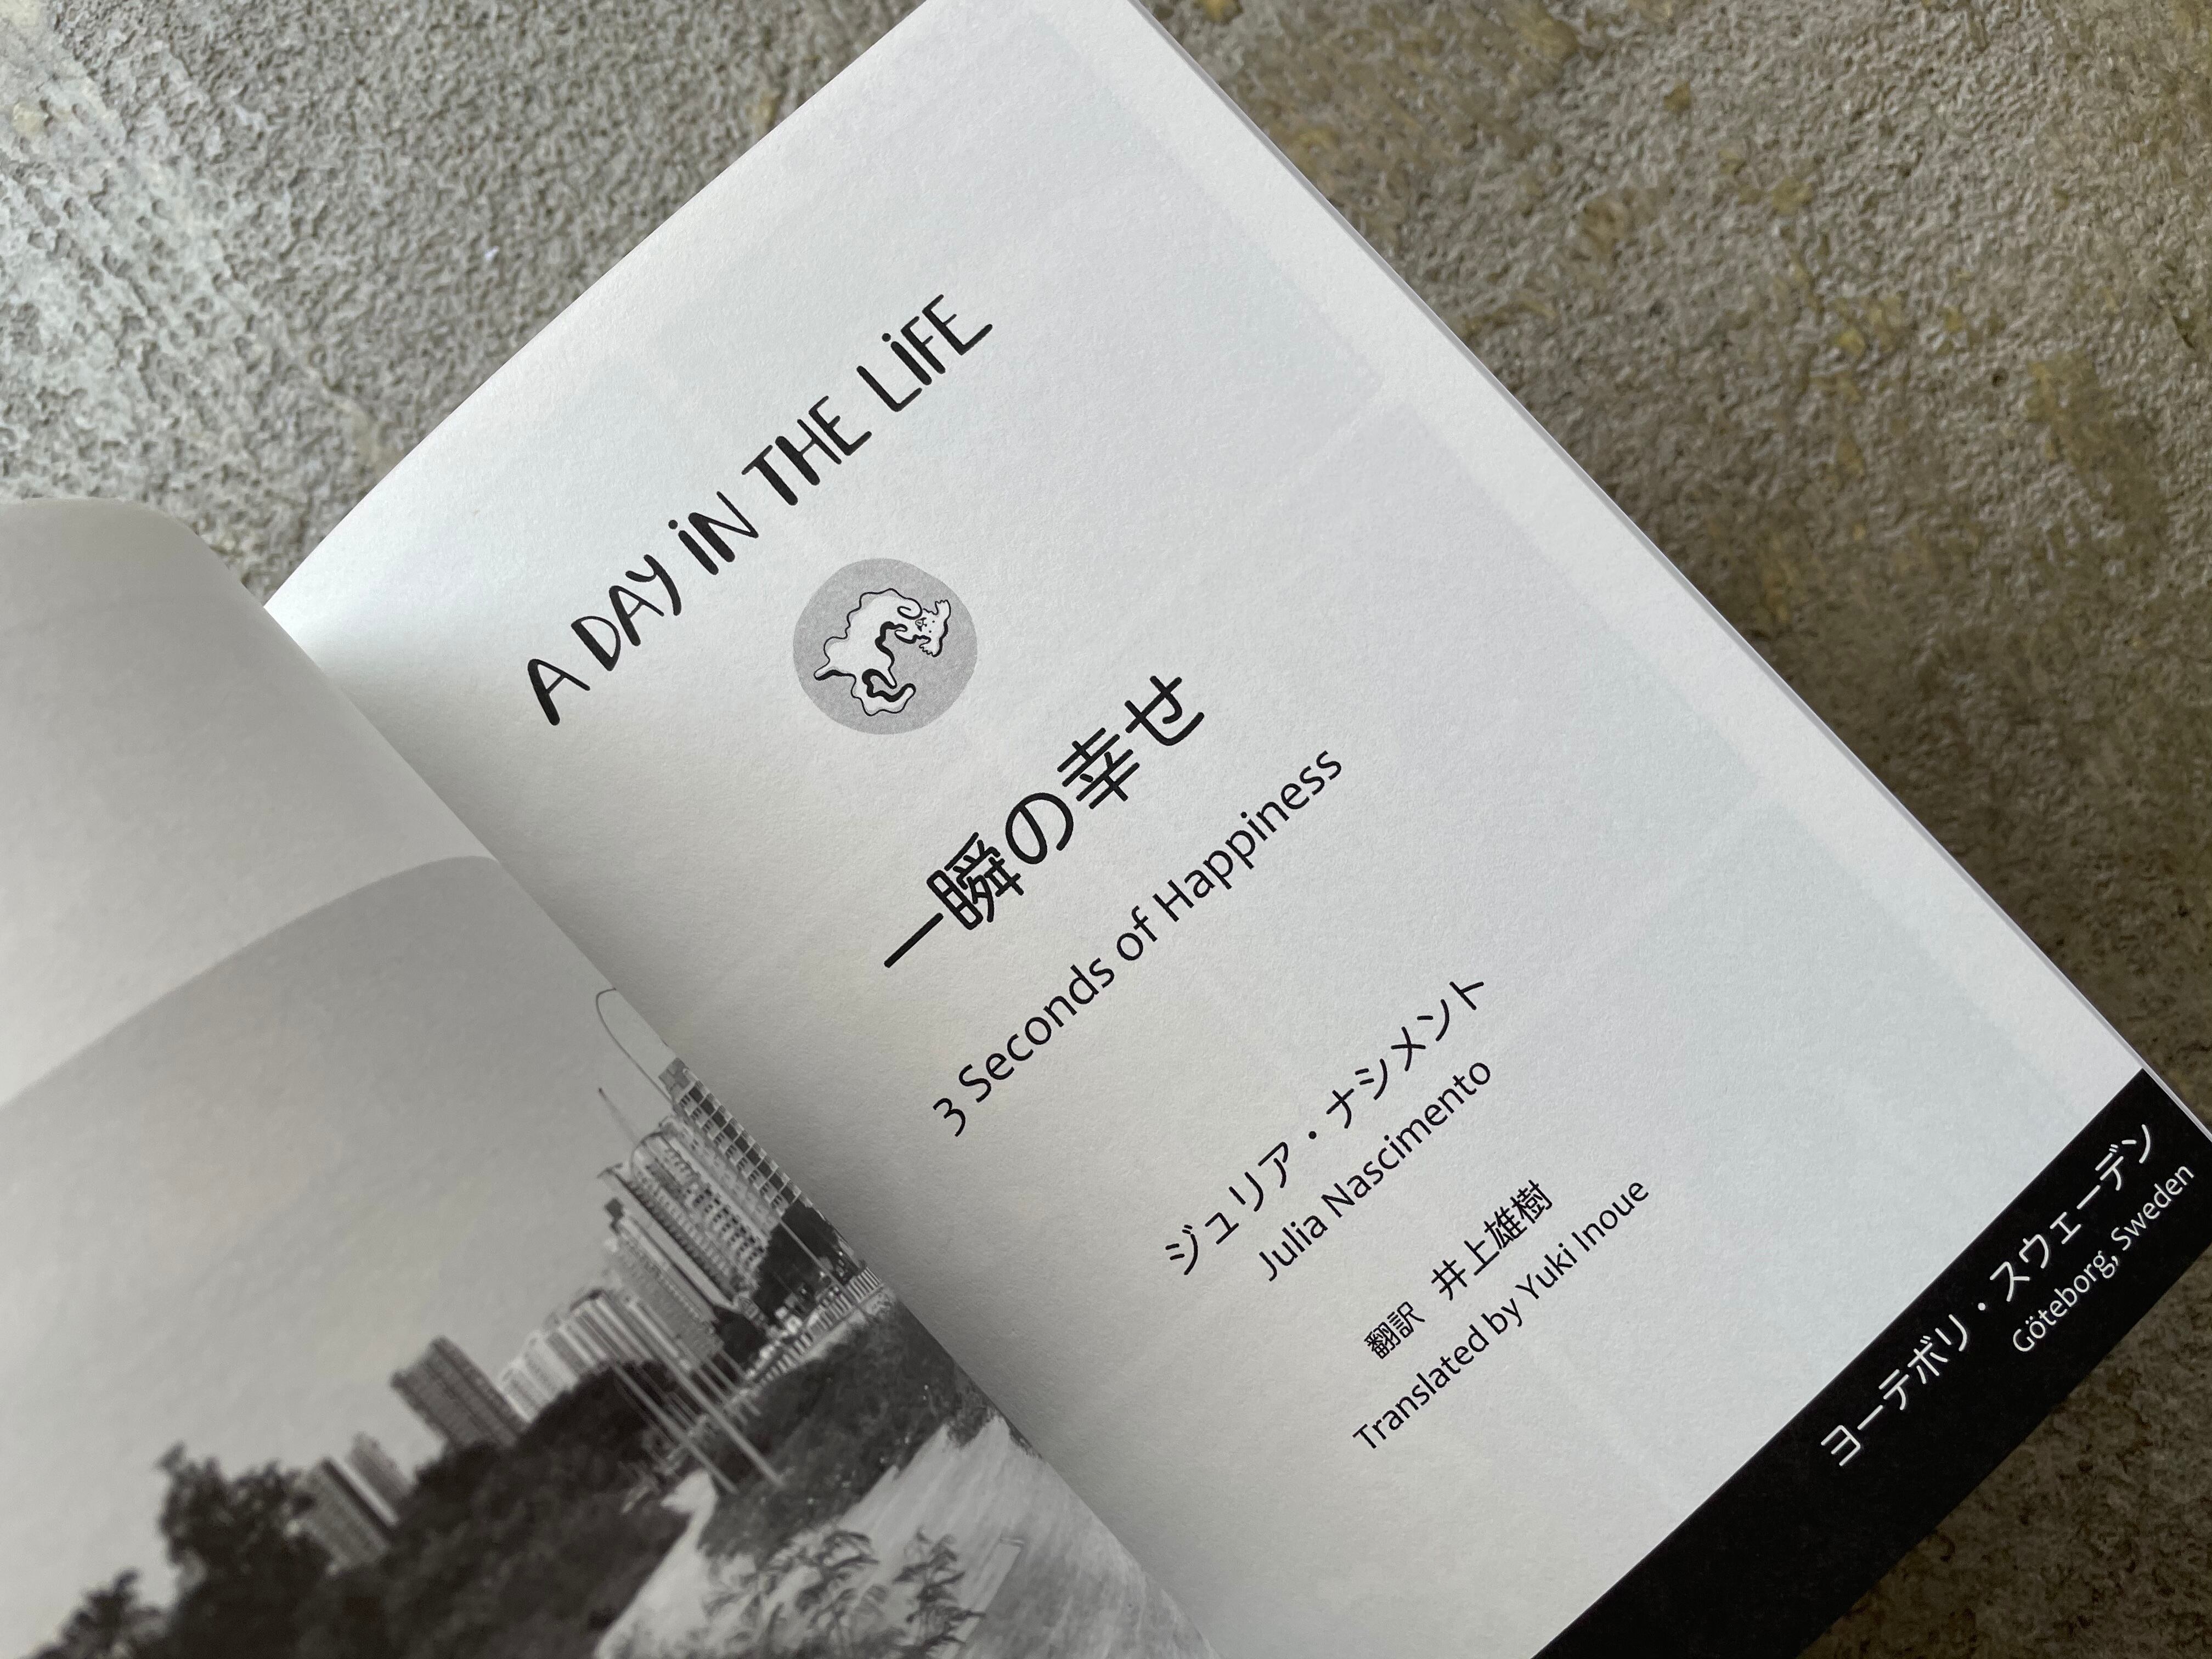 A DAY iN THE LiFE
一瞬の幸せ
3 Seconds of Happiness
ジュリア・ナシメント
Julia Nascimento
翻訳 井上雄樹
Translated by Yuki Inoue
ヨーテボリ・スウェーデン
Göteborg, Sweden